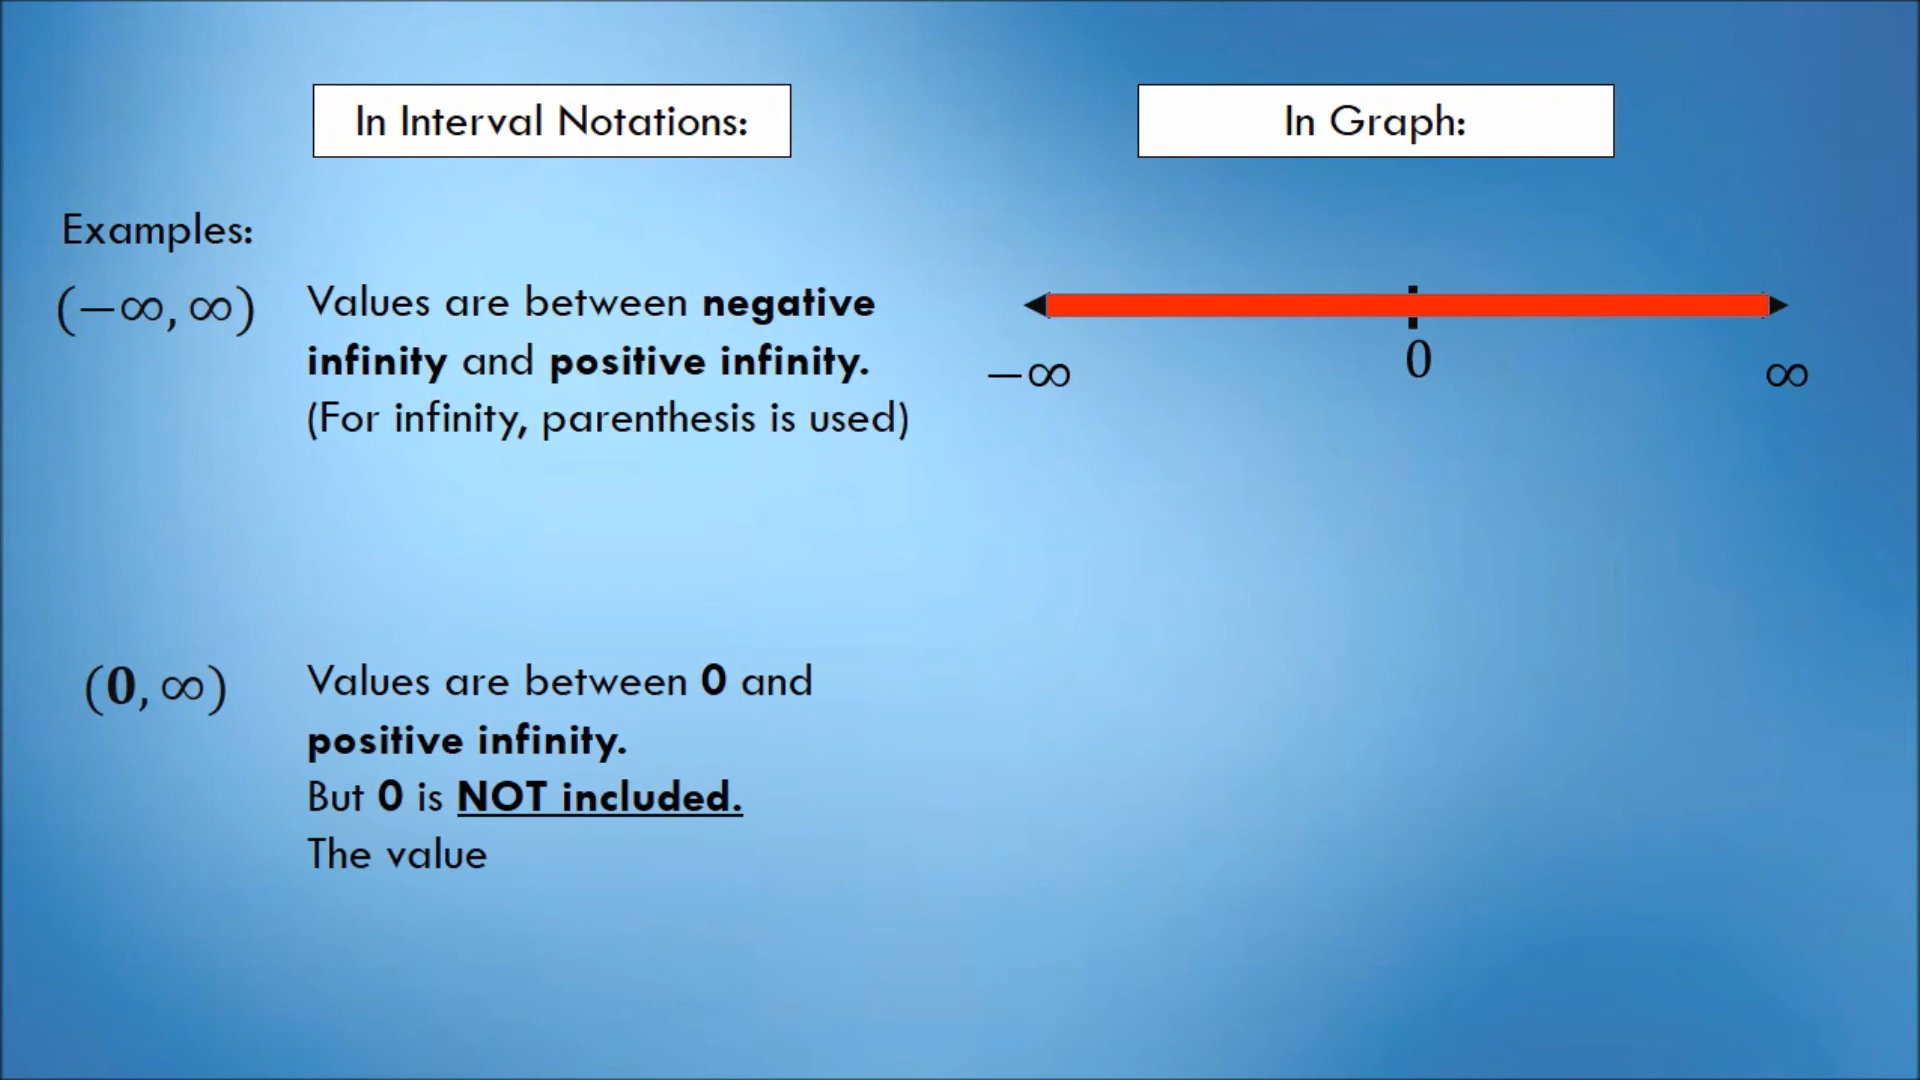 In Interval Notations:
In Graph:
Examples:
(−∞, ∞)
Values are between negative
infinity and positive infinity.
(For infinity, parenthesis is used)
−∞
0
∞
(0, ∞)
Values are between 0 and
positive infinity.
But 0 is NOT included.
The value